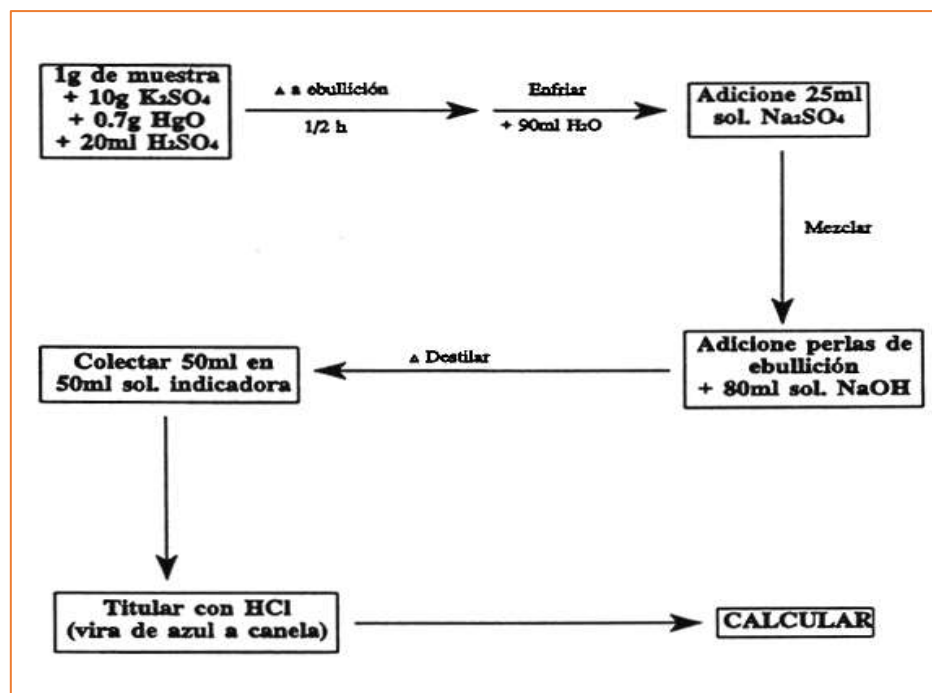 1g de muestra
+ 10g K₂SO₄
+ 0.7g HgO
+ 20ml H₂SO₄
▲ a ebullición
1/2 h
Enfriar
+ 90ml H₂O
Adicione 25ml
sol. Na₂SO₄
Mezclar
Adicione perlas de
ebullición
+ 80ml sol. NaOH
△ Destilar
Colectar 50ml en
50ml sol. indicadora
Titular con HCl
(vira de azul a canela)
CALCULAR